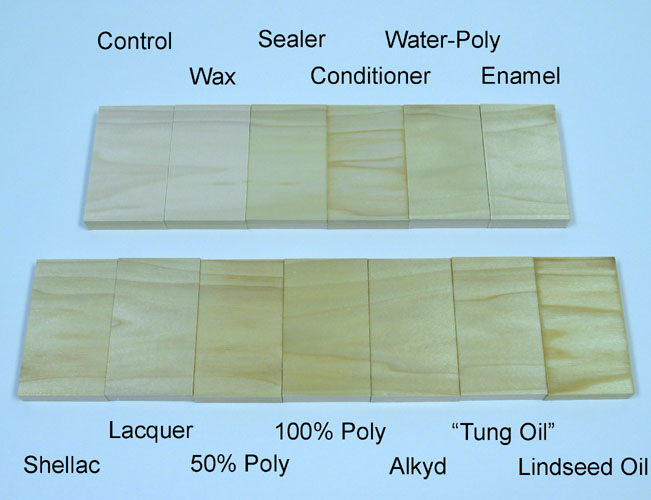 Control Sealer Water-Poly
Wax Conditioner Enamel
Lacquer 100% Poly “Tung Oil”
Shellac 50% Poly Alkyd Lindseed Oil